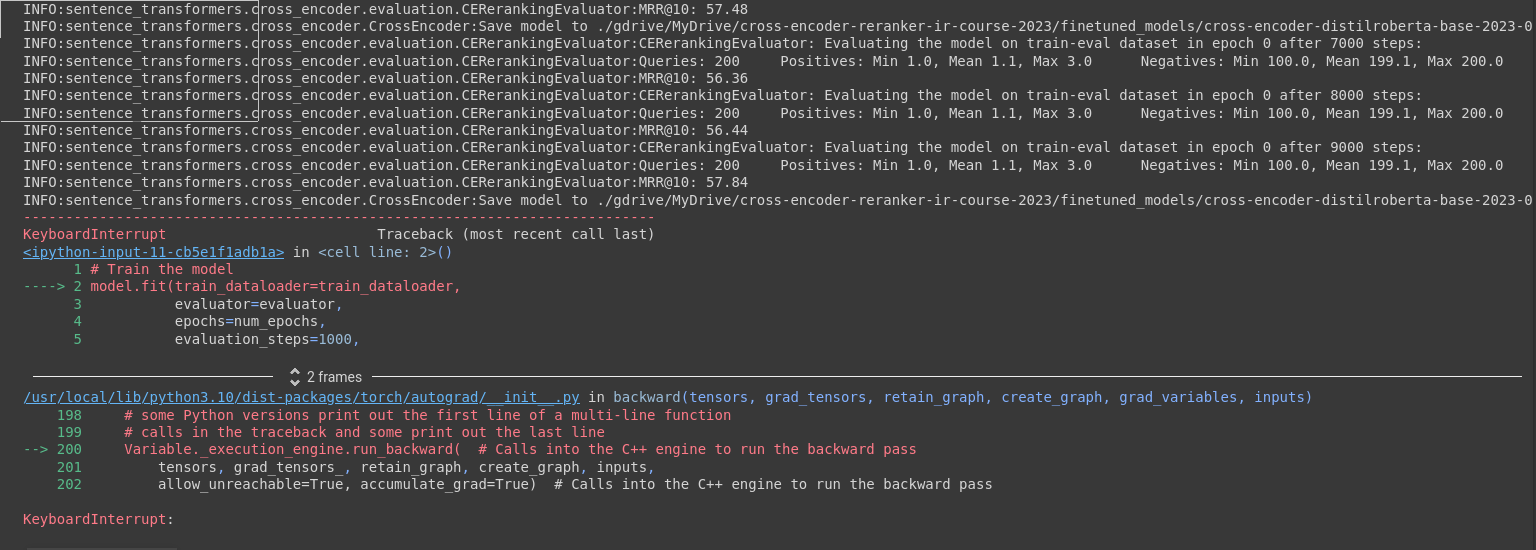 INFO:sentence_transformers.cross_encoder.evaluation.CERerankingEvaluator:MRR@10: 57.48
INFO:sentence_transformers.cross_encoder.CrossEncoder:Save model to ./gdrive/MyDrive/cross-encoder-reranker-ir-course-2023/finetuned_models/cross-encoder-distilroberta-base-2023-0
INFO:sentence_transformers.cross_encoder.evaluation.CERerankingEvaluator:CERerankingEvaluator: Evaluating the model on train-eval dataset in epoch 0 after 7000 steps:
INFO:sentence_transformers.cross_encoder.evaluation.CERerankingEvaluator:Queries: 200     Positives: Min 1.0, Mean 1.1, Max 3.0      Negatives: Min 100.0, Mean 199.1, Max 200.0
INFO:sentence_transformers.cross_encoder.evaluation.CERerankingEvaluator:MRR@10: 56.36
INFO:sentence_transformers.cross_encoder.evaluation.CERerankingEvaluator:CERerankingEvaluator: Evaluating the model on train-eval dataset in epoch 0 after 8000 steps:
INFO:sentence_transformers.cross_encoder.evaluation.CERerankingEvaluator:Queries: 200     Positives: Min 1.0, Mean 1.1, Max 3.0      Negatives: Min 100.0, Mean 199.1, Max 200.0
INFO:sentence_transformers.cross_encoder.evaluation.CERerankingEvaluator:MRR@10: 56.44
INFO:sentence_transformers.cross_encoder.evaluation.CERerankingEvaluator:CERerankingEvaluator: Evaluating the model on train-eval dataset in epoch 0 after 9000 steps:
INFO:sentence_transformers.cross_encoder.evaluation.CERerankingEvaluator:Queries: 200     Positives: Min 1.0, Mean 1.1, Max 3.0      Negatives: Min 100.0, Mean 199.1, Max 200.0
INFO:sentence_transformers.cross_encoder.evaluation.CERerankingEvaluator:MRR@10: 57.84
INFO:sentence_transformers.cross_encoder.CrossEncoder:Save model to ./gdrive/MyDrive/cross-encoder-reranker-ir-course-2023/finetuned_models/cross-encoder-distilroberta-base-2023-0
---------------------------------------------------------------------------
KeyboardInterrupt                         Traceback (most recent call last)
<ipython-input-11-cb5e1f1adb1a> in <cell line: 2>()
      1 # Train the model
----> 2 model.fit(train_dataloader=train_dataloader,
      3           evaluator=evaluator,
      4           epochs=num_epochs,
      5           evaluation_steps=1000,
2 frames
/usr/local/lib/python3.10/dist-packages/torch/autograd/__init__.py in backward(tensors, grad_tensors, retain_graph, create_graph, grad_variables, inputs)
    198     # some Python versions print out the first line of a multi-line function
    199     # calls in the traceback and some print out the last line
--> 200     Variable._execution_engine.run_backward(  # Calls into the C++ engine to run the backward pass
    201         tensors, grad_tensors_, retain_graph, create_graph, inputs,
    202         allow_unreachable=True, accumulate_grad=True)  # Calls into the C++ engine to run the backward pass
KeyboardInterrupt: